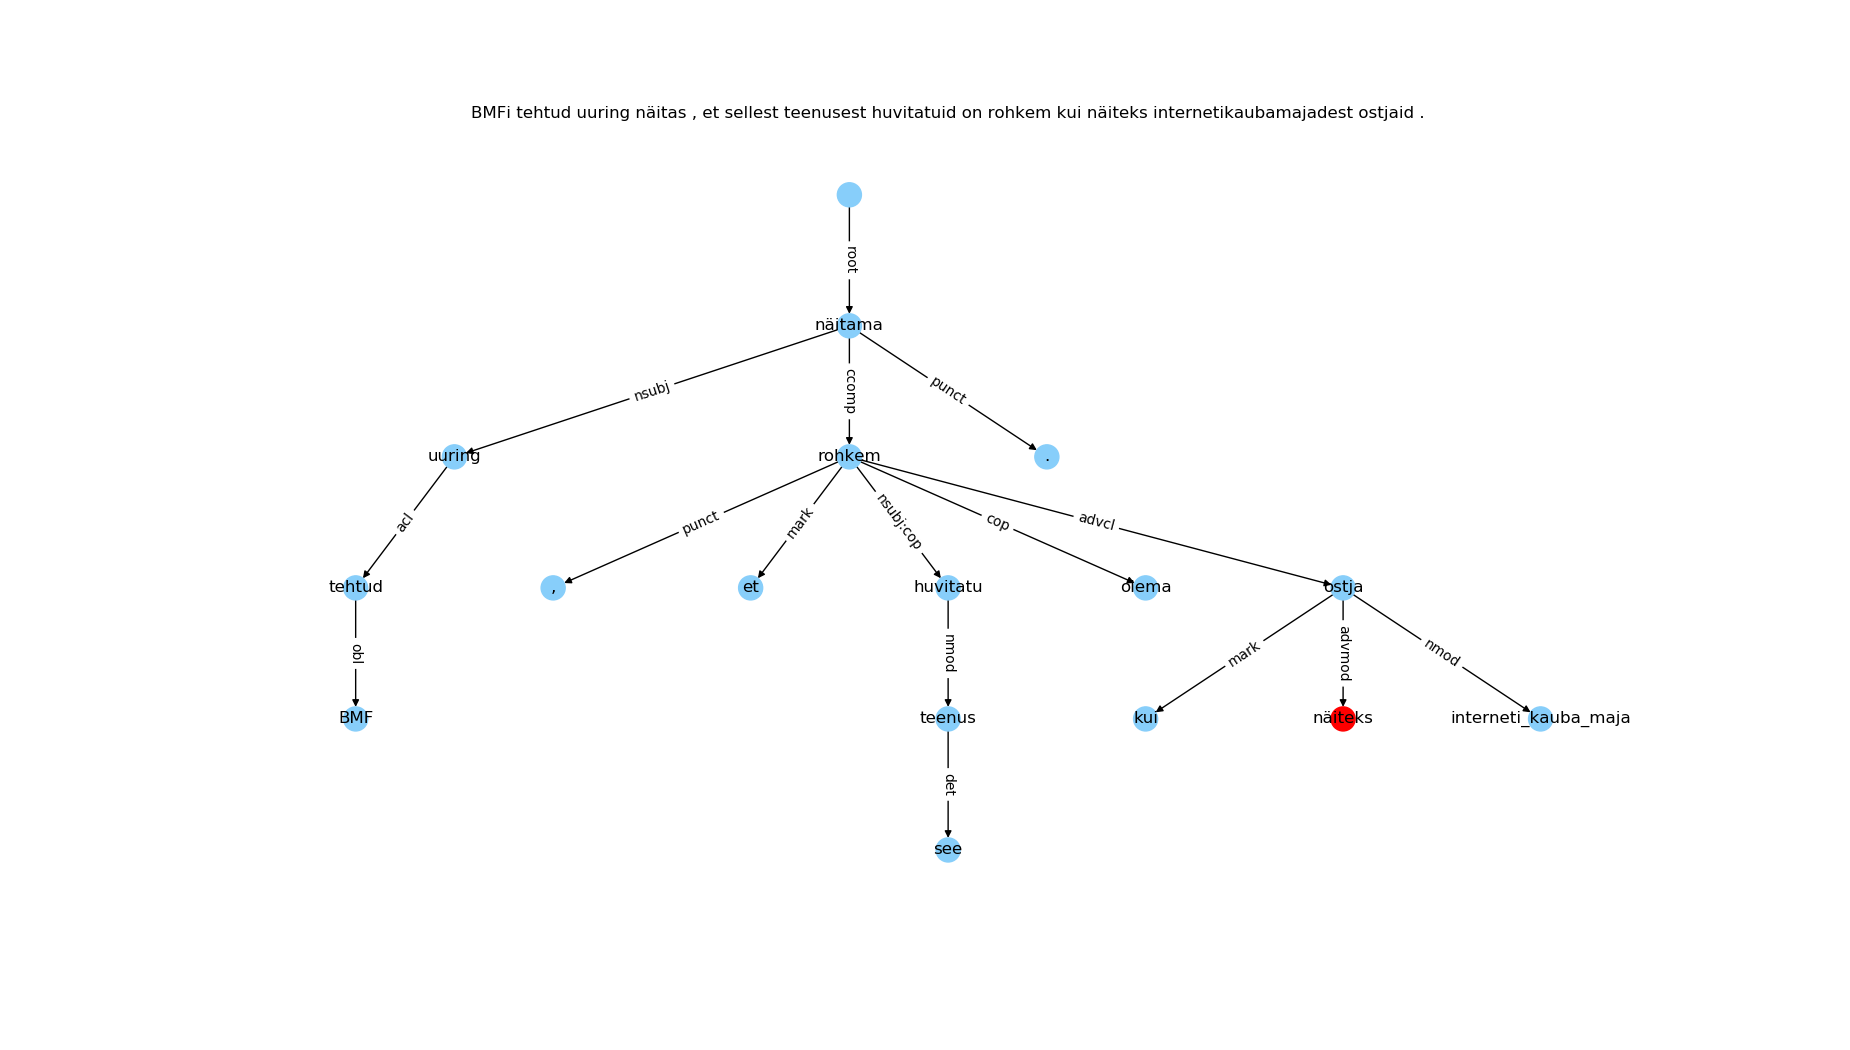 BMFi tehtud uuring näitas , et sellest teenusest huvitatuid on rohkem kui näiteks internetikaubamajadest ostjaid .
root
näitama
nsubj
ccomp
punct
uuring
rohkem
.
acl
punct
mark
nsubj:cop
cop
advcl
tehtud
,
et
huvitatu
olema
ostja
obl
nmod
mark
advmod
nmod
BMF
teenus
kui
näiteks
interneti_kauba_maja
det
see